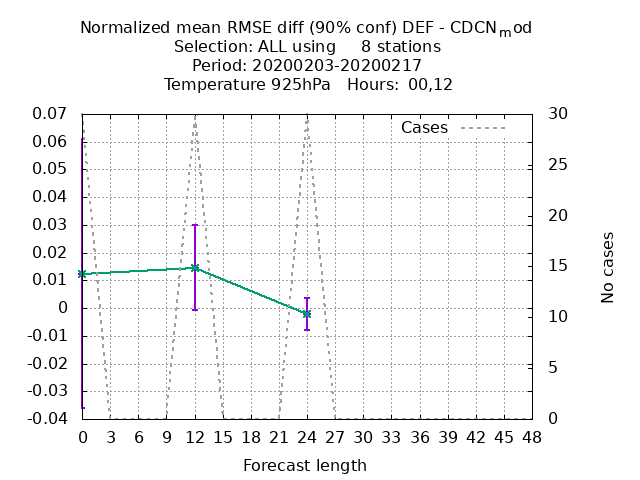 Normalized mean RMSE diff (90% conf) DEF - CDCNmod
Selection: ALL using 8 stations
Period: 20200203-20200217
Temperature 925hPa Hours: 00,12
Cases
0.07
0.06
0.05
0.04
0.03
0.02
0.01
0
-0.01
-0.02
-0.03
-0.04
30
25
20
15
10
5
0
No cases
0 3 6 9 12 15 18 21 24 27 30 33 36 39 42 45 48
Forecast length